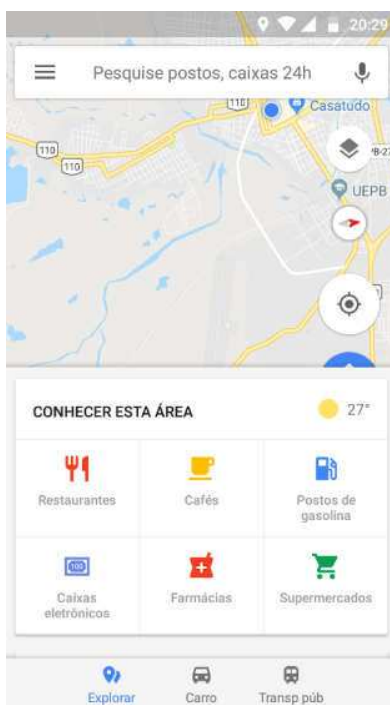 20:29
Pesquise postos, caixas 24h
110
Casatudo
110
110
UEPB
CONHECER ESTA ÁREA
27°
Restaurantes
Cafés
Postos de
gasolina
100
Caixas
eletrônicos
Farmácias
Supermercados
Explorar
Carro
Transp púb